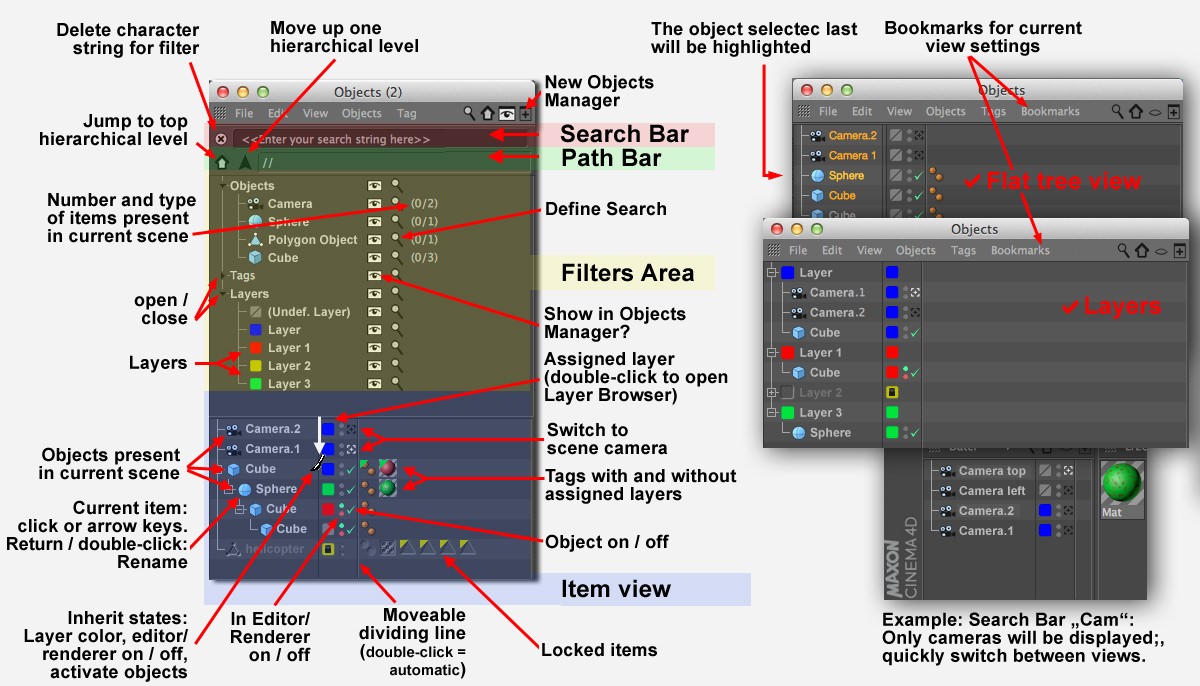 Delete character
string for filter
Move up one
hierarchical level
Jump to top
hierarchical level
Number and type
of items present
in current scene
open /
close
Layers
Objects present
in current scene
Current item:
click or arrow keys.
Return / double-click:
Rename
Inherit states:
Layer color, editor/
renderer on / off,
activate objects
In Editor/
Renderer
on / off
Moveable
dividing line
(double-click =
automatic)
Objects (2)
File Edit View Objects Tag
<<Enter your search string here>>
//
Objects
Camera (0/2)
Sphere (0/1)
Polygon Object (0/1)
Cube (0/3)
Tags
Layers
(Undef. Layer)
Layer
Layer 1
Layer 2
Layer 3
Camera.2
Camera.1
Cube
Sphere
Cube
Cube
helicopter
New Objects
Manager
Search Bar
Path Bar
Define Search
Filters Area
Show in Objects
Manager?
Assigned layer
(double-click to open
Layer Browser)
Switch to
scene camera
Tags with and without
assigned layers
Object on / off
Item view
Locked items
The object selectec last
will be highlighted
Bookmarks for current
view settings
Objects
File Edit View Objects Tags Bookmarks
Camera.2
Camera 1
Sphere
Cube
Cube
✓ Flat tree view
Objects
File Edit View Objects Tags Bookmarks
Layer
Camera.1
Camera.2
Cube
Layer 1
Cube
Layer 2
Layer 3
Sphere
✓ Layers
Camera top
Camera left
Camera.2
Camera.1
Mat
MAXON
CINEMA 4D
Example: Search Bar „Cam“:
Only cameras will be displayed;,
quickly switch between views.